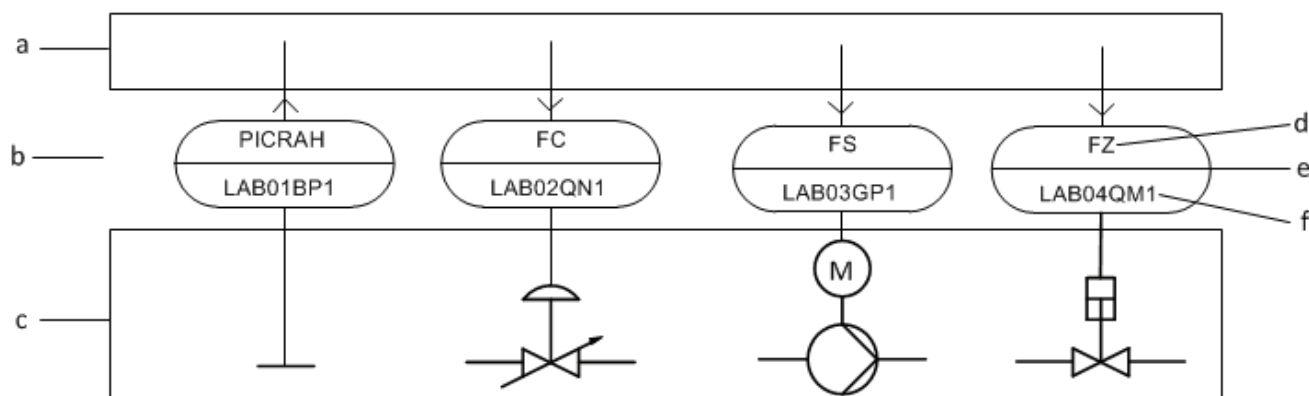 a
b
c
PICRAH
LAB01BP1
FC
LAB02QN1
FS
LAB03GP1
FZ
LAB04QM1
d
e
f
M